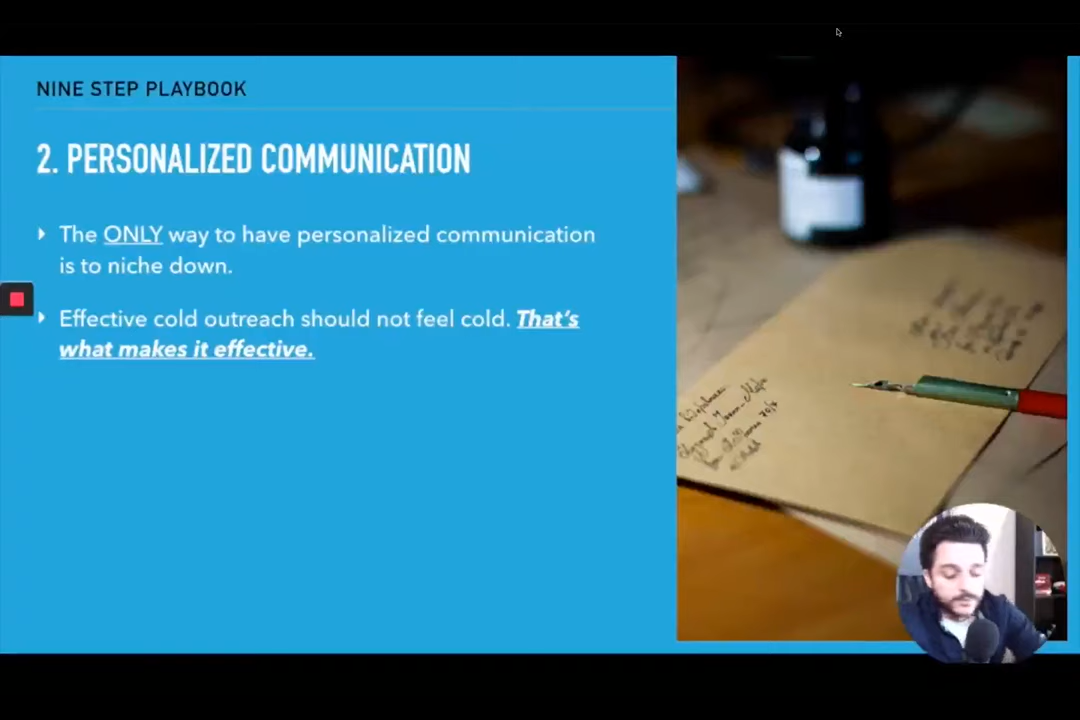 NINE STEP PLAYBOOK
2. PERSONALIZED COMMUNICATION
The ONLY way to have personalized communication
is to niche down.
Effective cold outreach should not feel cold. That's
what makes it effective.